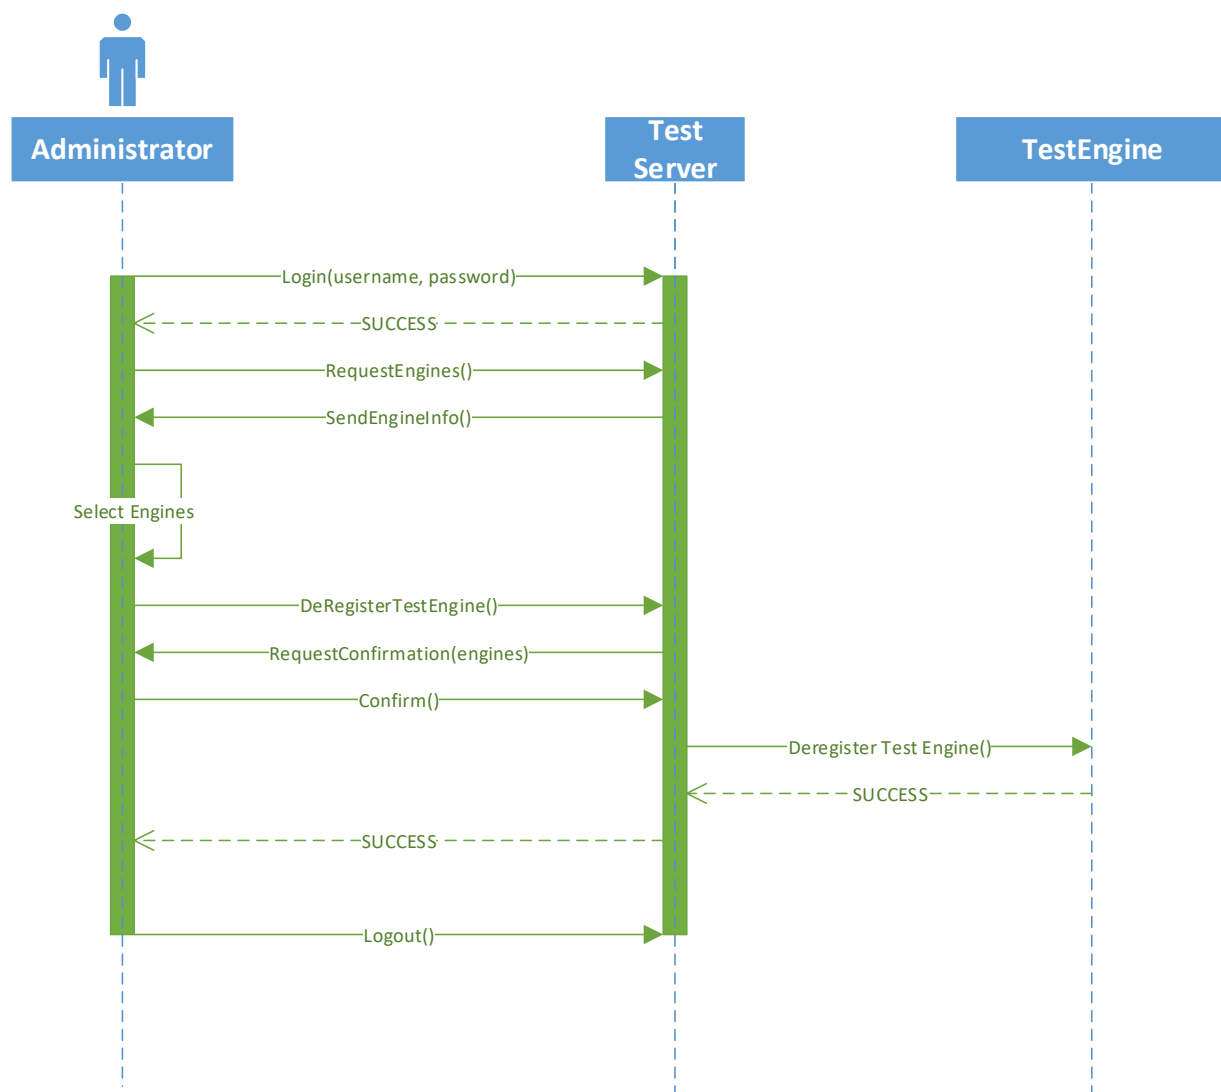 Administrator
Test
Server
TestEngine
Login(username, password)
SUCCESS
RequestEngines()
SendEngineInfo()
Select Engines
DeRegisterTestEngine()
RequestConfirmation(engines)
Confirm()
Deregister Test Engine()
SUCCESS
SUCCESS
Logout()